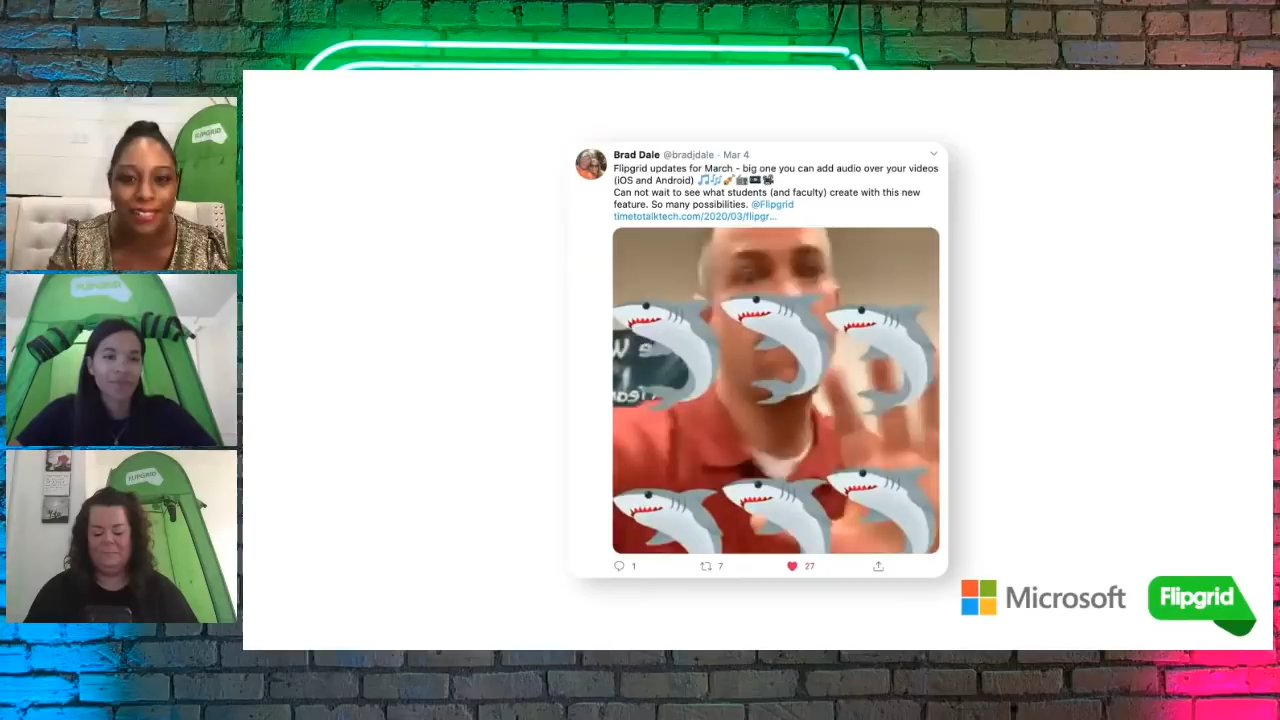 FLIPGRID
FLIPGRID
FLIPGRID
Brad Dale @bradjdale · Mar 4
Flipgrid updates for March - big one you can add audio over your videos
(iOS and Android) 🎵🎶🎺📻🎞️📽️
Can not wait to see what students (and faculty) create with this new
feature. So many possibilities. @Flipgrid
timetotalktech.com/2020/03/flipgr...
1
7
27
Microsoft
Flipgrid